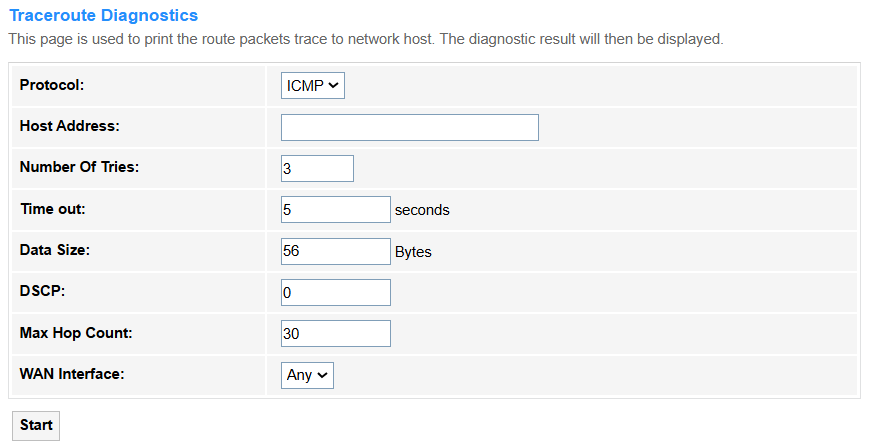 Traceroute Diagnostics
This page is used to print the route packets trace to network host. The diagnostic result will then be displayed.
Protocol: ICMP
Host Address:
Number Of Tries: 3
Time out: 5 seconds
Data Size: 56 Bytes
DSCP: 0
Max Hop Count: 30
WAN Interface: Any
Start